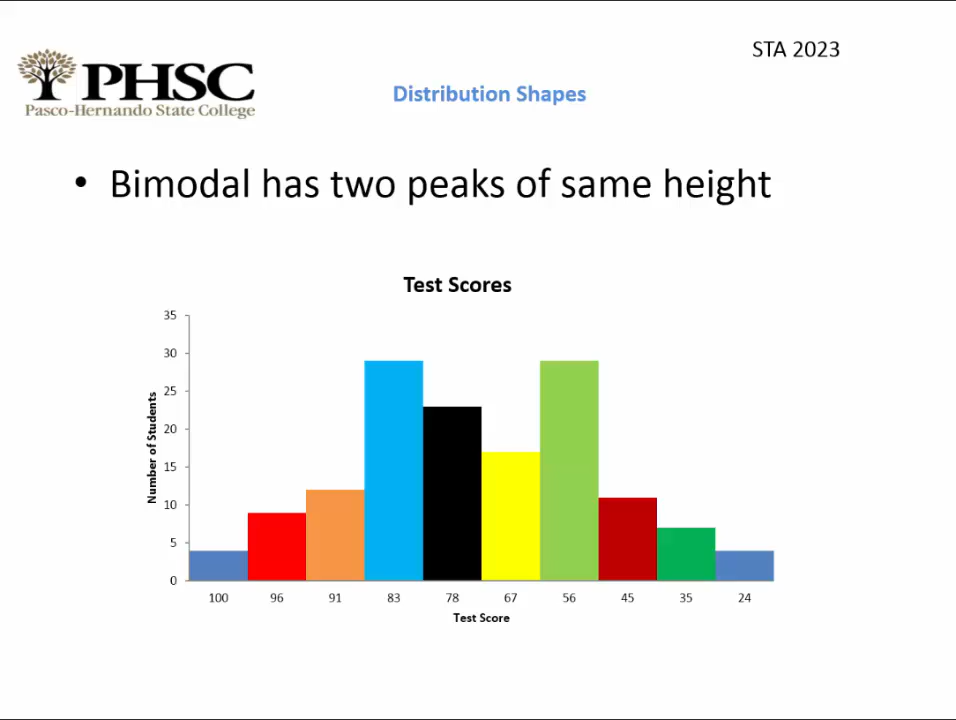 STA 2023
PHSC
Pasco-Hernando State College
Distribution Shapes
• Bimodal has two peaks of same height
Test Scores
35
30
25
20
15
10
5
0
Number of Students
100 96 91 83 78 67 56 45 35 24
Test Score